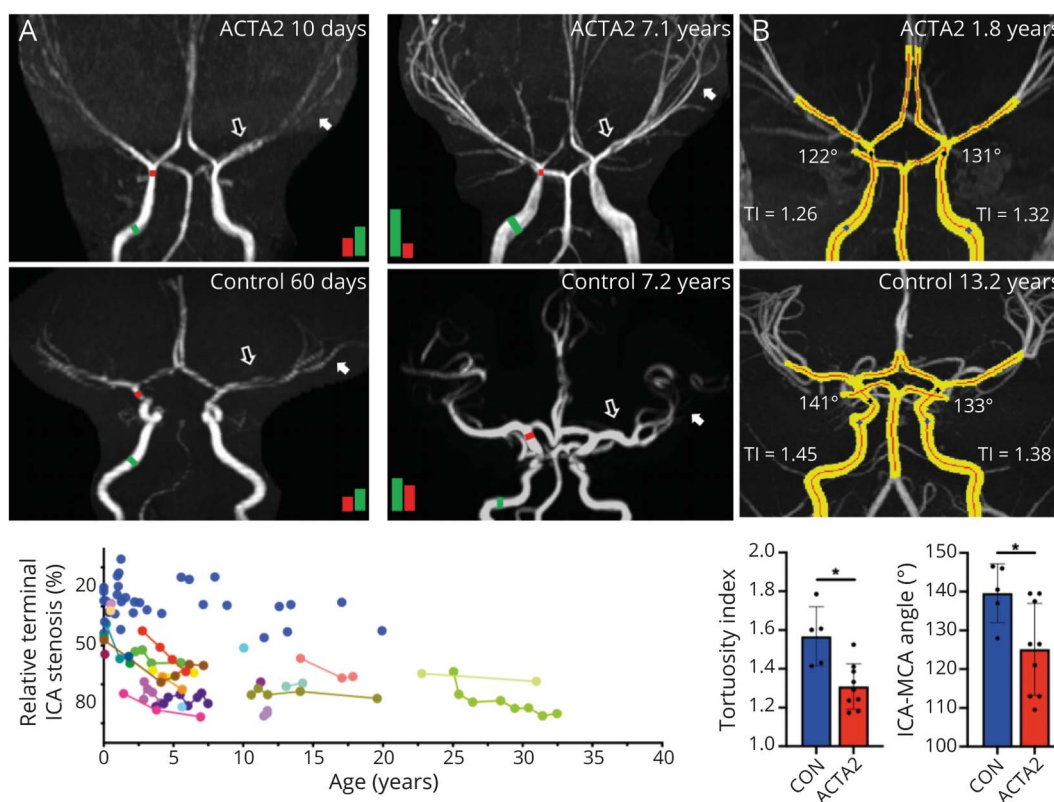 A
ACTA2 10 days
ACTA2 7.1 years
B
ACTA2 1.8 years
122°
131°
TI = 1.26
TI = 1.32
Control 60 days
Control 7.2 years
Control 13.2 years
141°
133°
TI = 1.45
TI = 1.38
Relative terminal
ICA stenosis (%)
20
50
80
0
5
10
15
20
25
30
35
40
Age (years)
Tortuosity index
2.0
1.8
1.6
1.4
1.2
1.0
*
CON
ACTA2
ICA-MCA angle (°)
150
140
130
120
110
100
*
CON
ACTA2